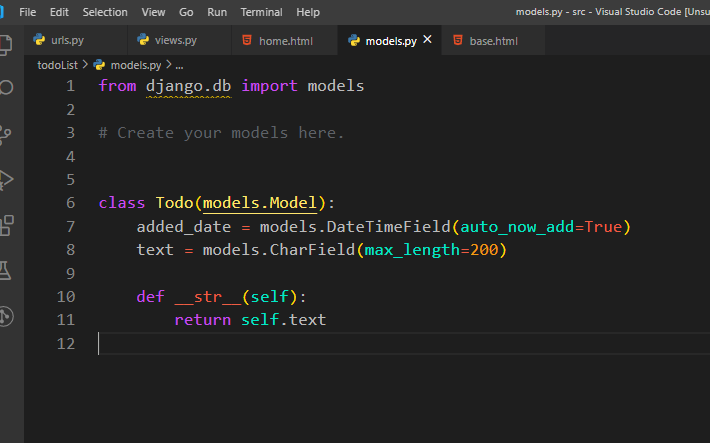 File Edit Selection View Go Run Terminal Help models.py - src - Visual Studio Code [Unsu
urls.py views.py home.html models.py × base.html
todoList > models.py > ...
1 from django.db import models
2
3 # Create your models here.
4
5
6 class Todo(models.Model):
7     added_date = models.DateTimeField(auto_now_add=True)
8     text = models.CharField(max_length=200)
9
10     def __str__(self):
11         return self.text
12